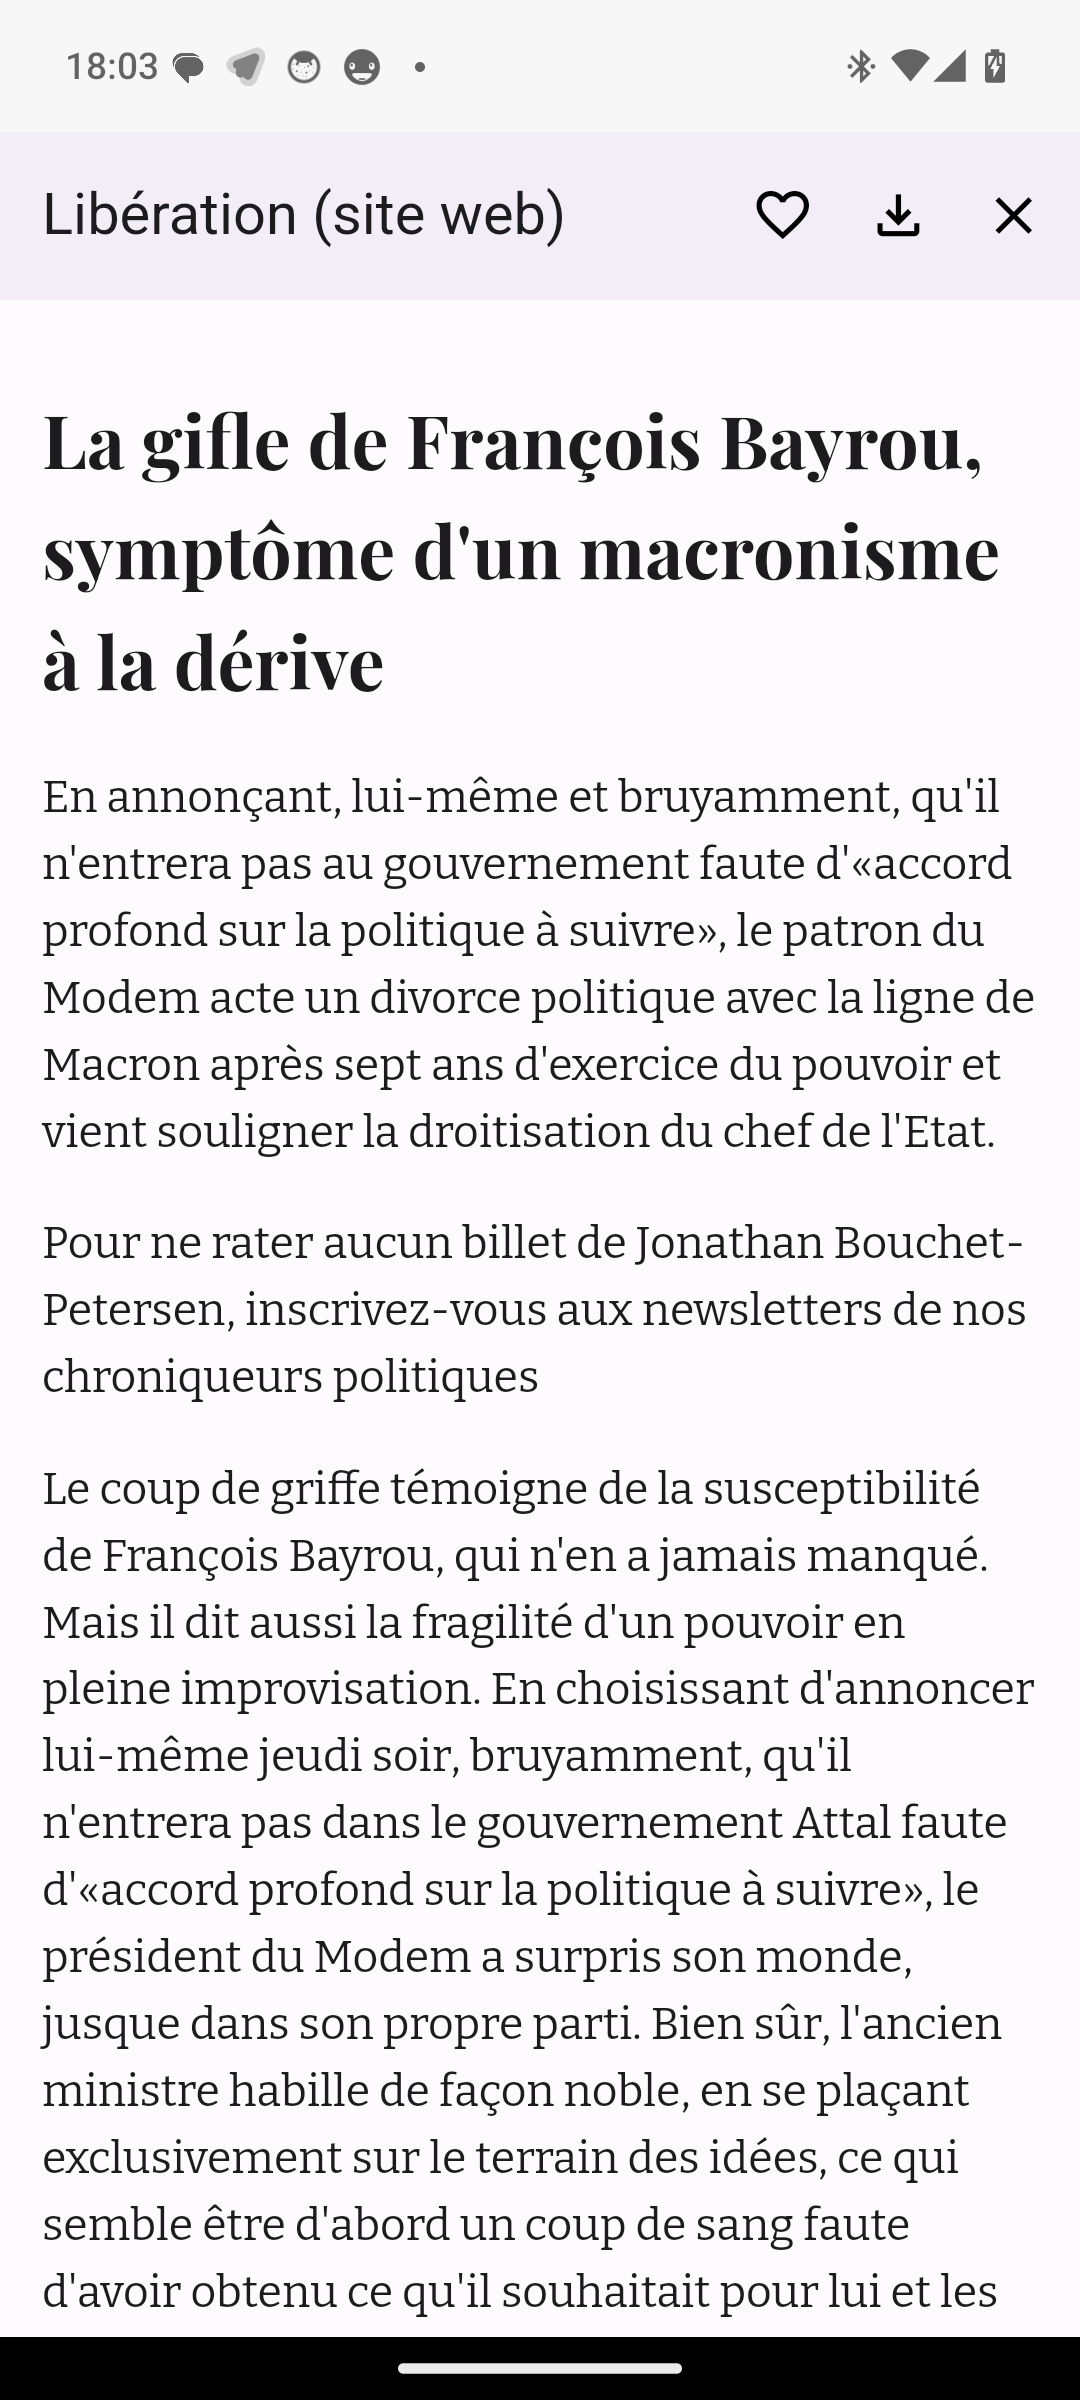 18:03
Libération (site web)
La gifle de François Bayrou,
symptôme d'un macronisme
à la dérive
En annonçant, lui-même et bruyamment, qu'il
n'entrera pas au gouvernement faute d'«accord
profond sur la politique à suivre», le patron du
Modem acte un divorce politique avec la ligne de
Macron après sept ans d'exercice du pouvoir et
vient souligner la droitisation du chef de l'Etat.
Pour ne rater aucun billet de Jonathan Bouchet-
Petersen, inscrivez-vous aux newsletters de nos
chroniqueurs politiques
Le coup de griffe témoigne de la susceptibilité
de François Bayrou, qui n'en a jamais manqué.
Mais il dit aussi la fragilité d'un pouvoir en
pleine improvisation. En choisissant d'annoncer
lui-même jeudi soir, bruyamment, qu'il
n'entrera pas dans le gouvernement Attal faute
d'«accord profond sur la politique à suivre», le
président du Modem a surpris son monde,
jusque dans son propre parti. Bien sûr, l'ancien
ministre habille de façon noble, en se plaçant
exclusivement sur le terrain des idées, ce qui
semble être d'abord un coup de sang faute
d'avoir obtenu ce qu'il souhaitait pour lui et les